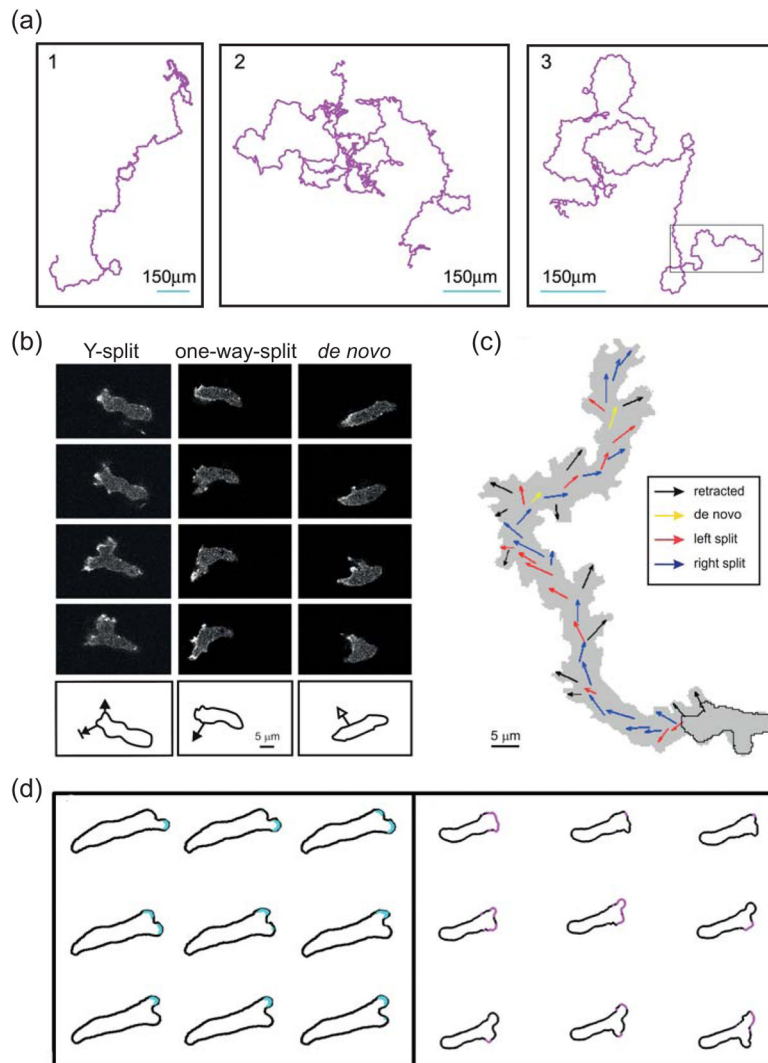 (a)
1
2
3
150μm
150μm
150μm
(b)
Y-split
one-way-split
de novo
5 μm
(c)
retracted
de novo
left split
right split
5 μm
(d)